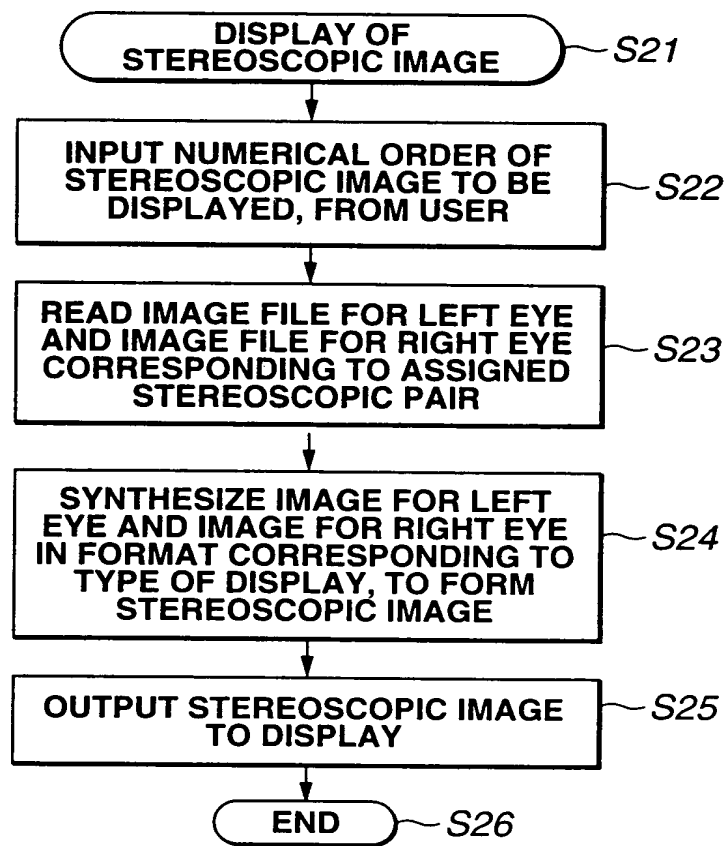 DISPLAY OF
STEREOSCOPIC IMAGE
S21
INPUT NUMERICAL ORDER OF
STEREOSCOPIC IMAGE TO BE
DISPLAYED, FROM USER
S22
READ IMAGE FILE FOR LEFT EYE
AND IMAGE FILE FOR RIGHT EYE
CORRESPONDING TO ASSIGNED
STEREOSCOPIC PAIR
S23
SYNTHESIZE IMAGE FOR LEFT
EYE AND IMAGE FOR RIGHT EYE
IN FORMAT CORRESPONDING TO
TYPE OF DISPLAY, TO FORM
STEREOSCOPIC IMAGE
S24
OUTPUT STEREOSCOPIC IMAGE
TO DISPLAY
S25
END
S26